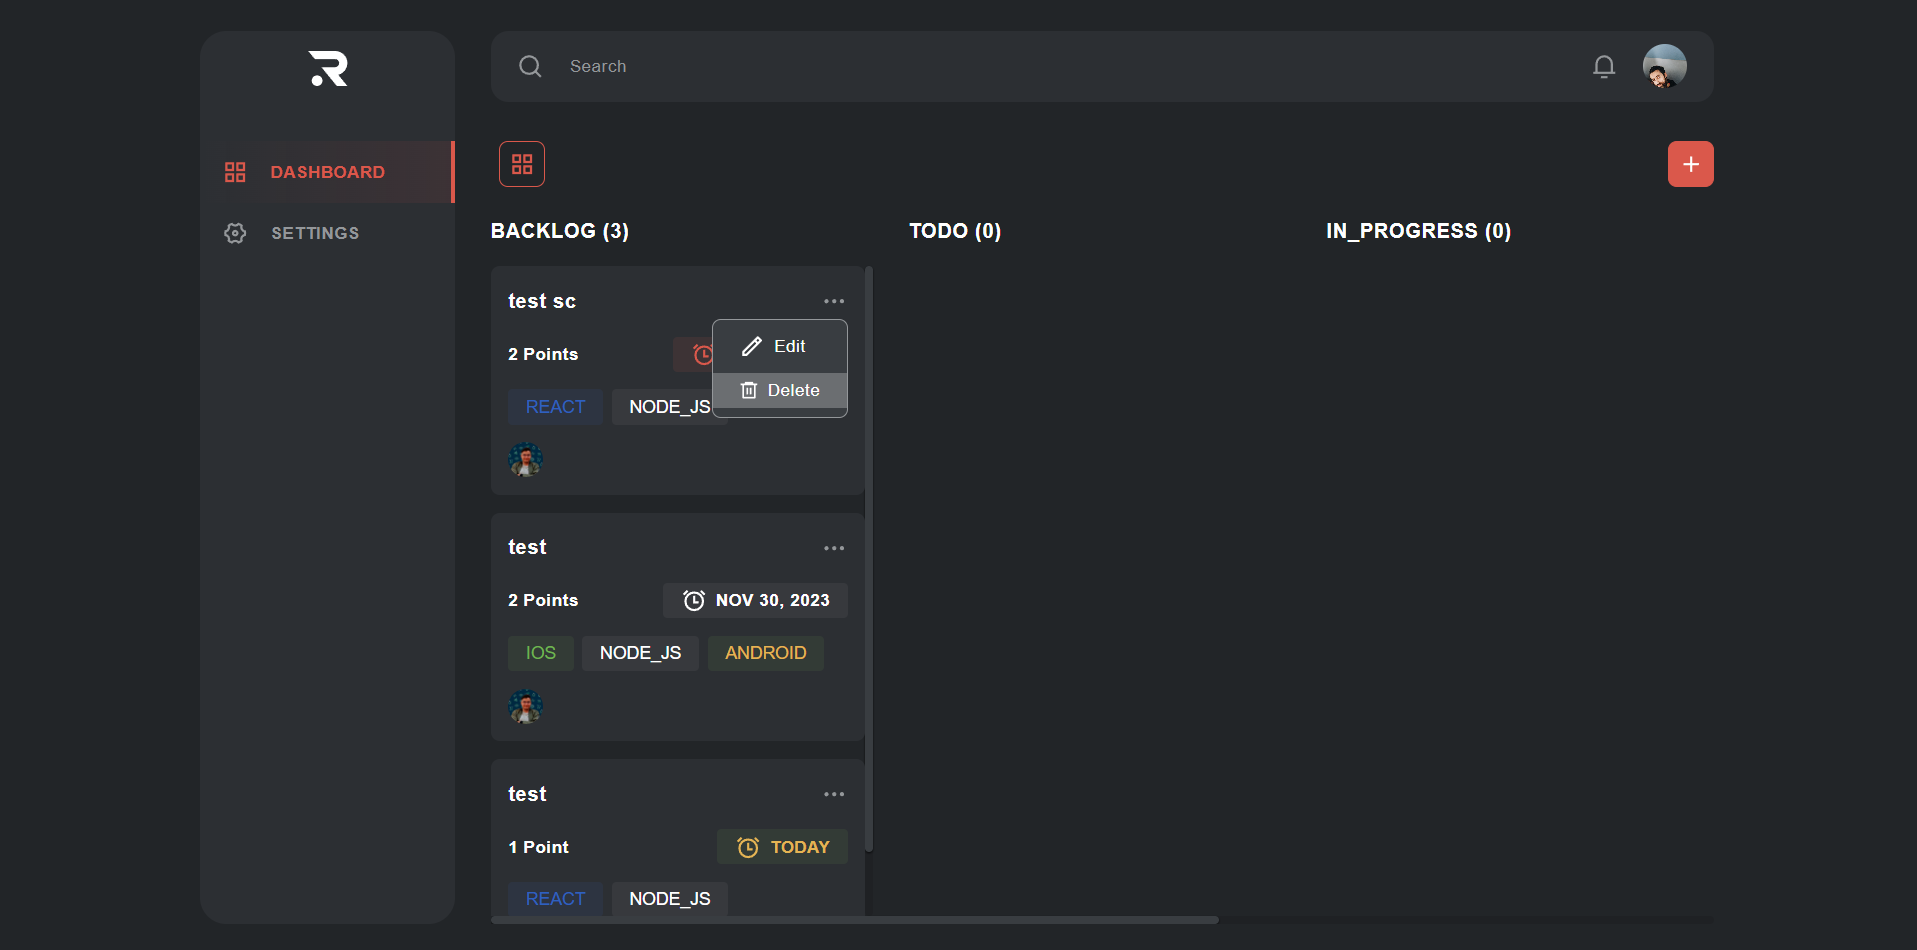 Search
DASHBOARD
SETTINGS
BACKLOG (3)
TODO (0)
IN_PROGRESS (0)
test sc
2 Points
Edit
Delete
REACT
NODE_JS
test
2 Points
NOV 30, 2023
IOS
NODE_JS
ANDROID
test
1 Point
TODAY
REACT
NODE_JS